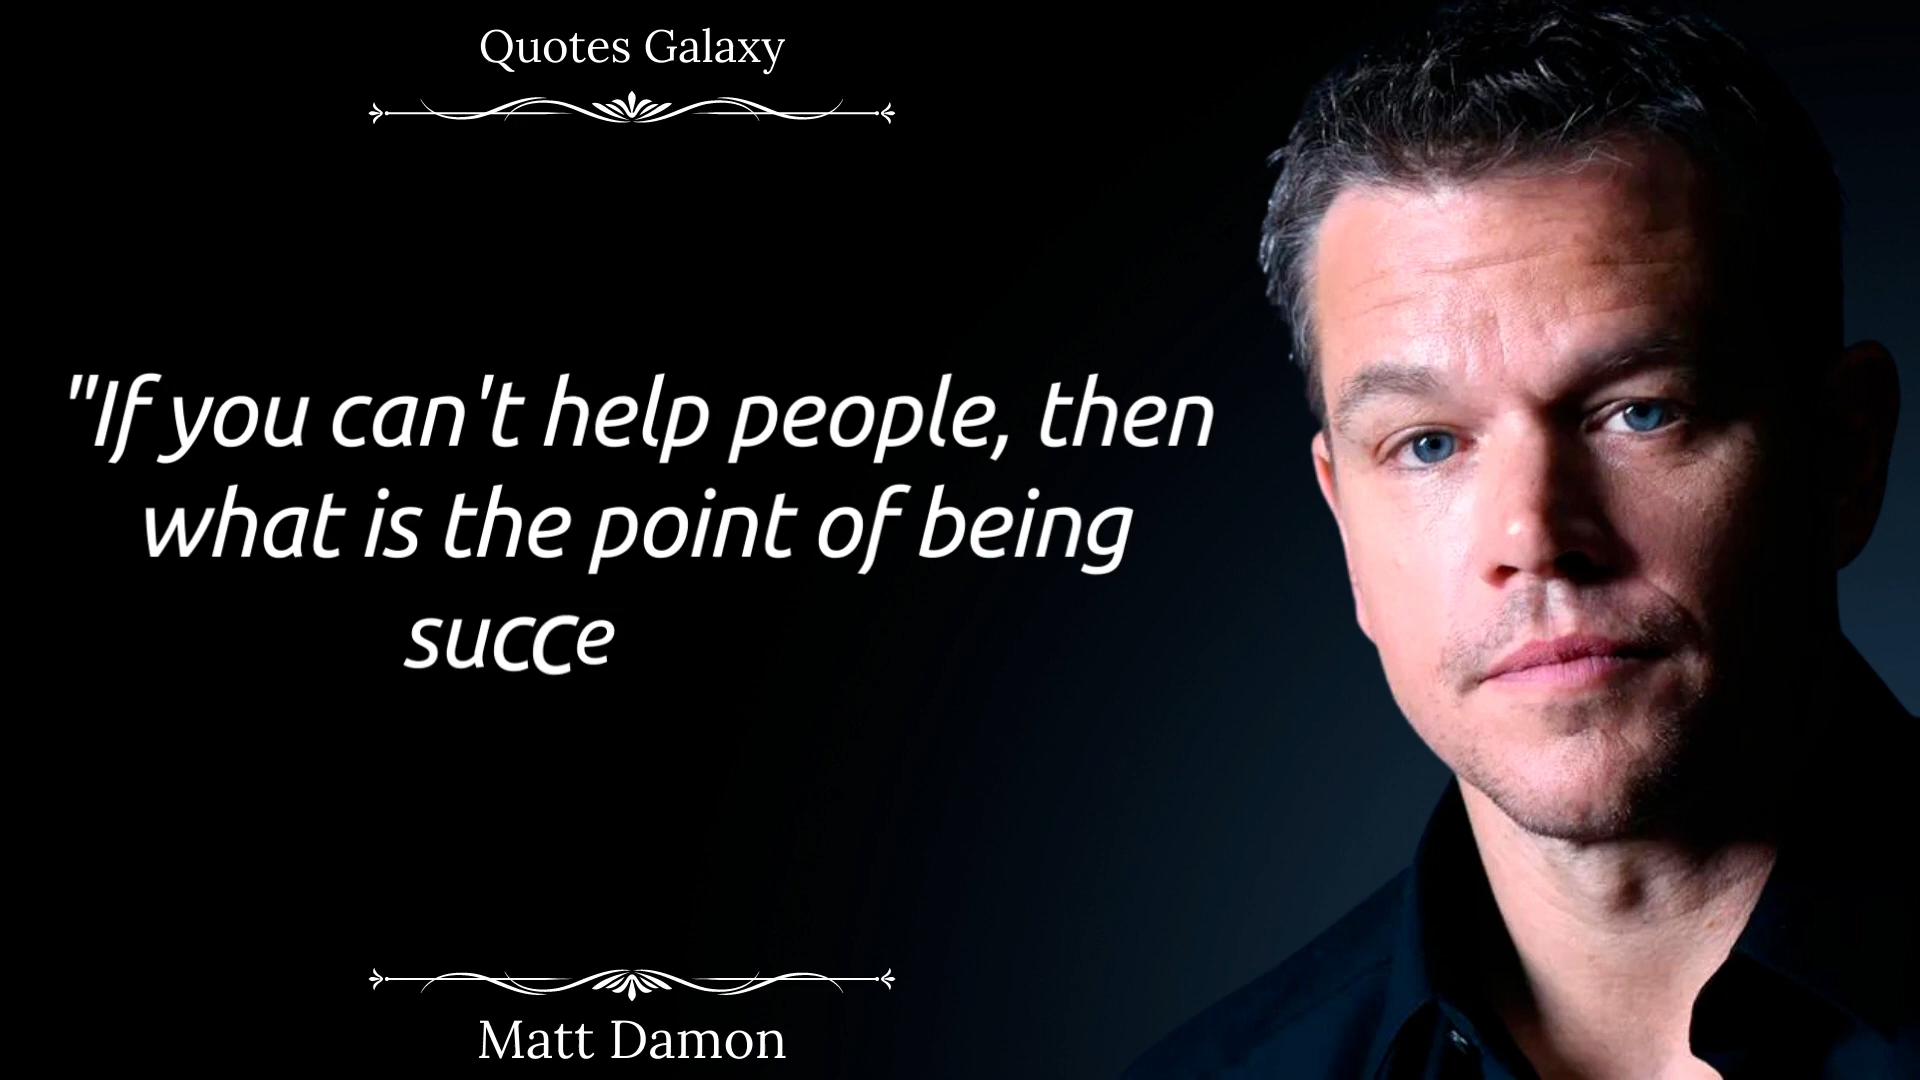 Quotes Galaxy
"If you can't help people, then
what is the point of being
succe
Matt Damon